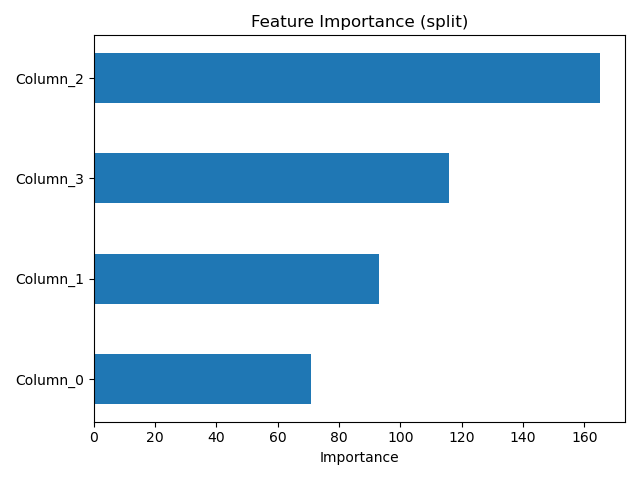 Feature Importance (split)
Column_2
Column_3
Column_1
Column_0
0 20 40 60 80 100 120 140 160
Importance